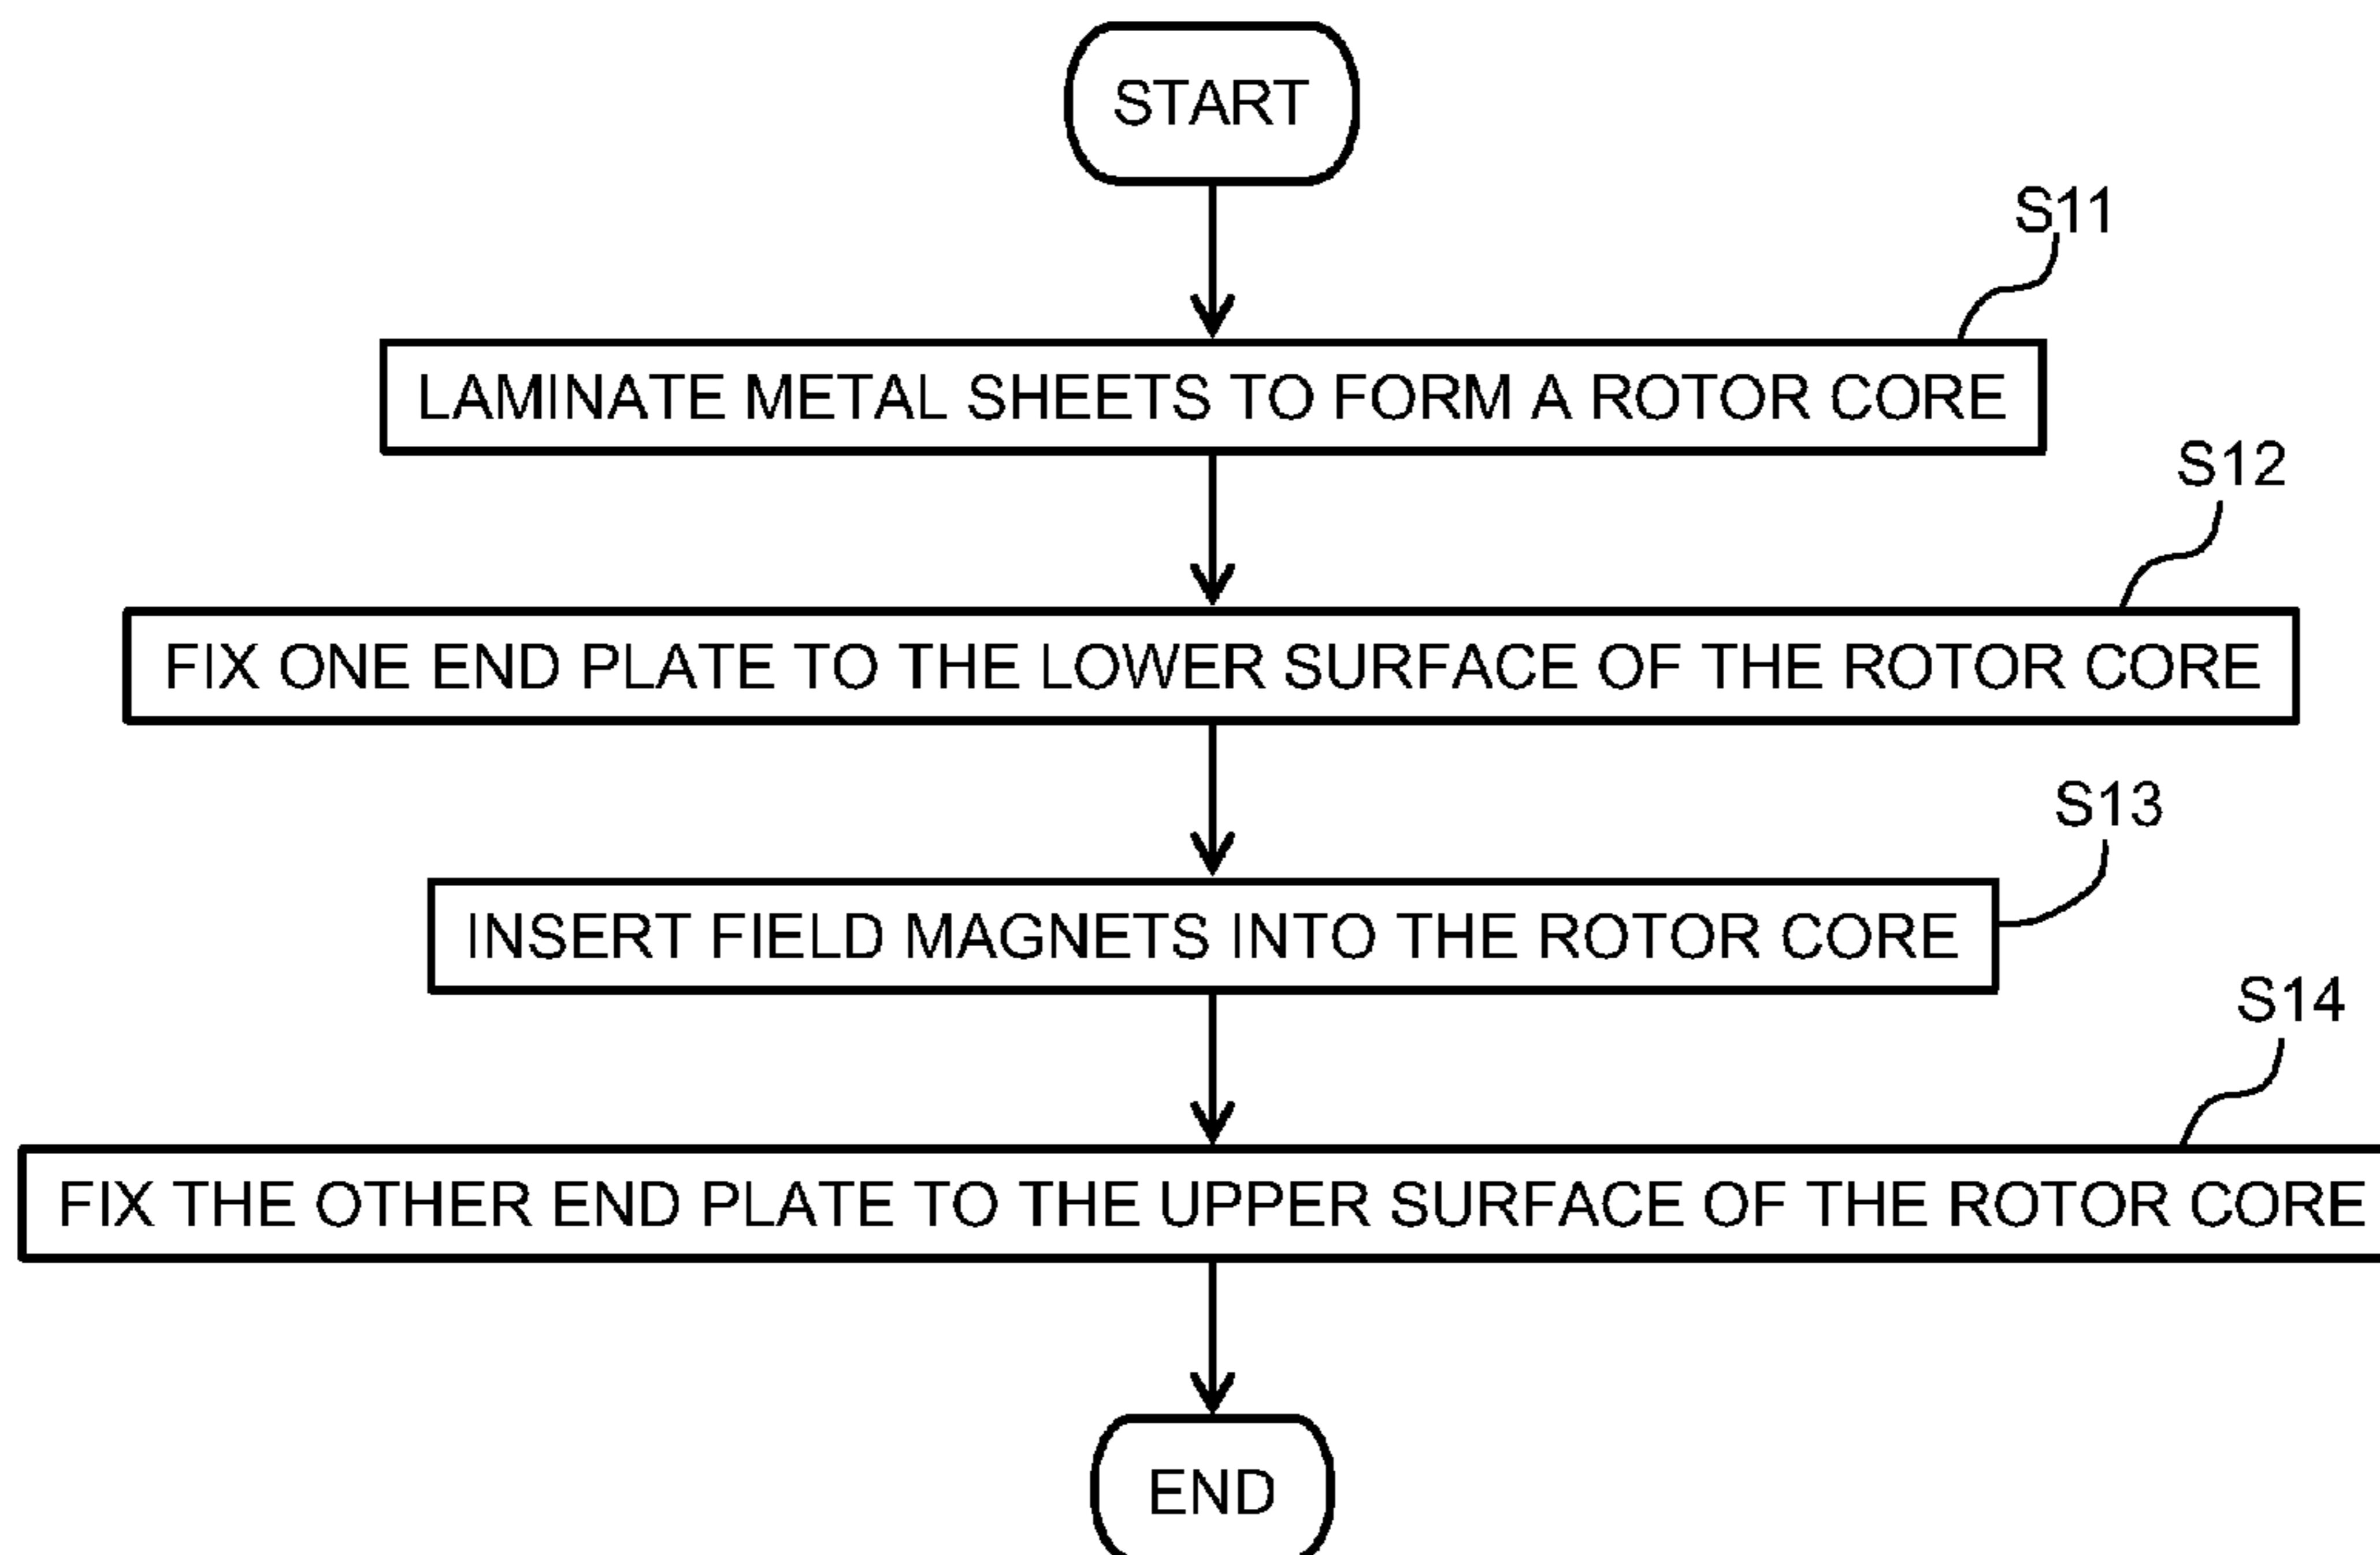 START
S11
LAMINATE METAL SHEETS TO FORM A ROTOR CORE
S12
FIX ONE END PLATE TO THE LOWER SURFACE OF THE ROTOR CORE
S13
INSERT FIELD MAGNETS INTO THE ROTOR CORE
S14
FIX THE OTHER END PLATE TO THE UPPER SURFACE OF THE ROTOR CORE
END